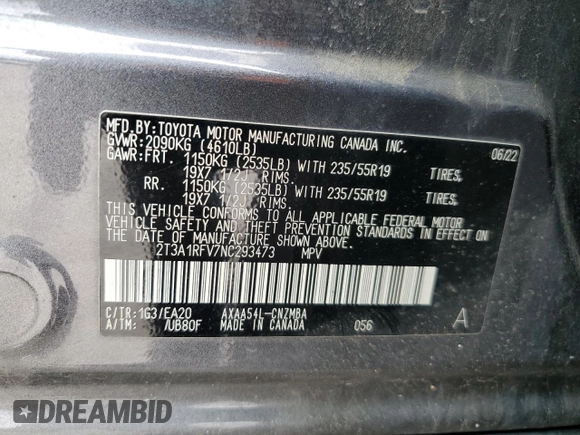 MFD.BY:TOYOTA MOTOR MANUFACTURING CANADA INC.
GVWR:2090KG (4610LB) 06/22
GAWR:FRT. 1150KG (2535LB) WITH 235/55R19 TIRES,
19X7 1/2J RIMS.
RR. 1150KG (2535LB) WITH 235/55R19 TIRES,
19X7 1/2J RIMS.
THIS VEHICLE CONFORMS TO ALL APPLICABLE FEDERAL MOTOR
VEHICLE SAFETY AND THEFT PREVENTION STANDARDS IN EFFECT ON
THE DATE OF MANUFACTURE SHOWN ABOVE.
2T3A1RFV7NC293473 MPV
C/TR:1G3/EA20 AXAA54L-CNZMBA
A/TM: /UB80F MADE IN CANADA 056 A
DREAMBID